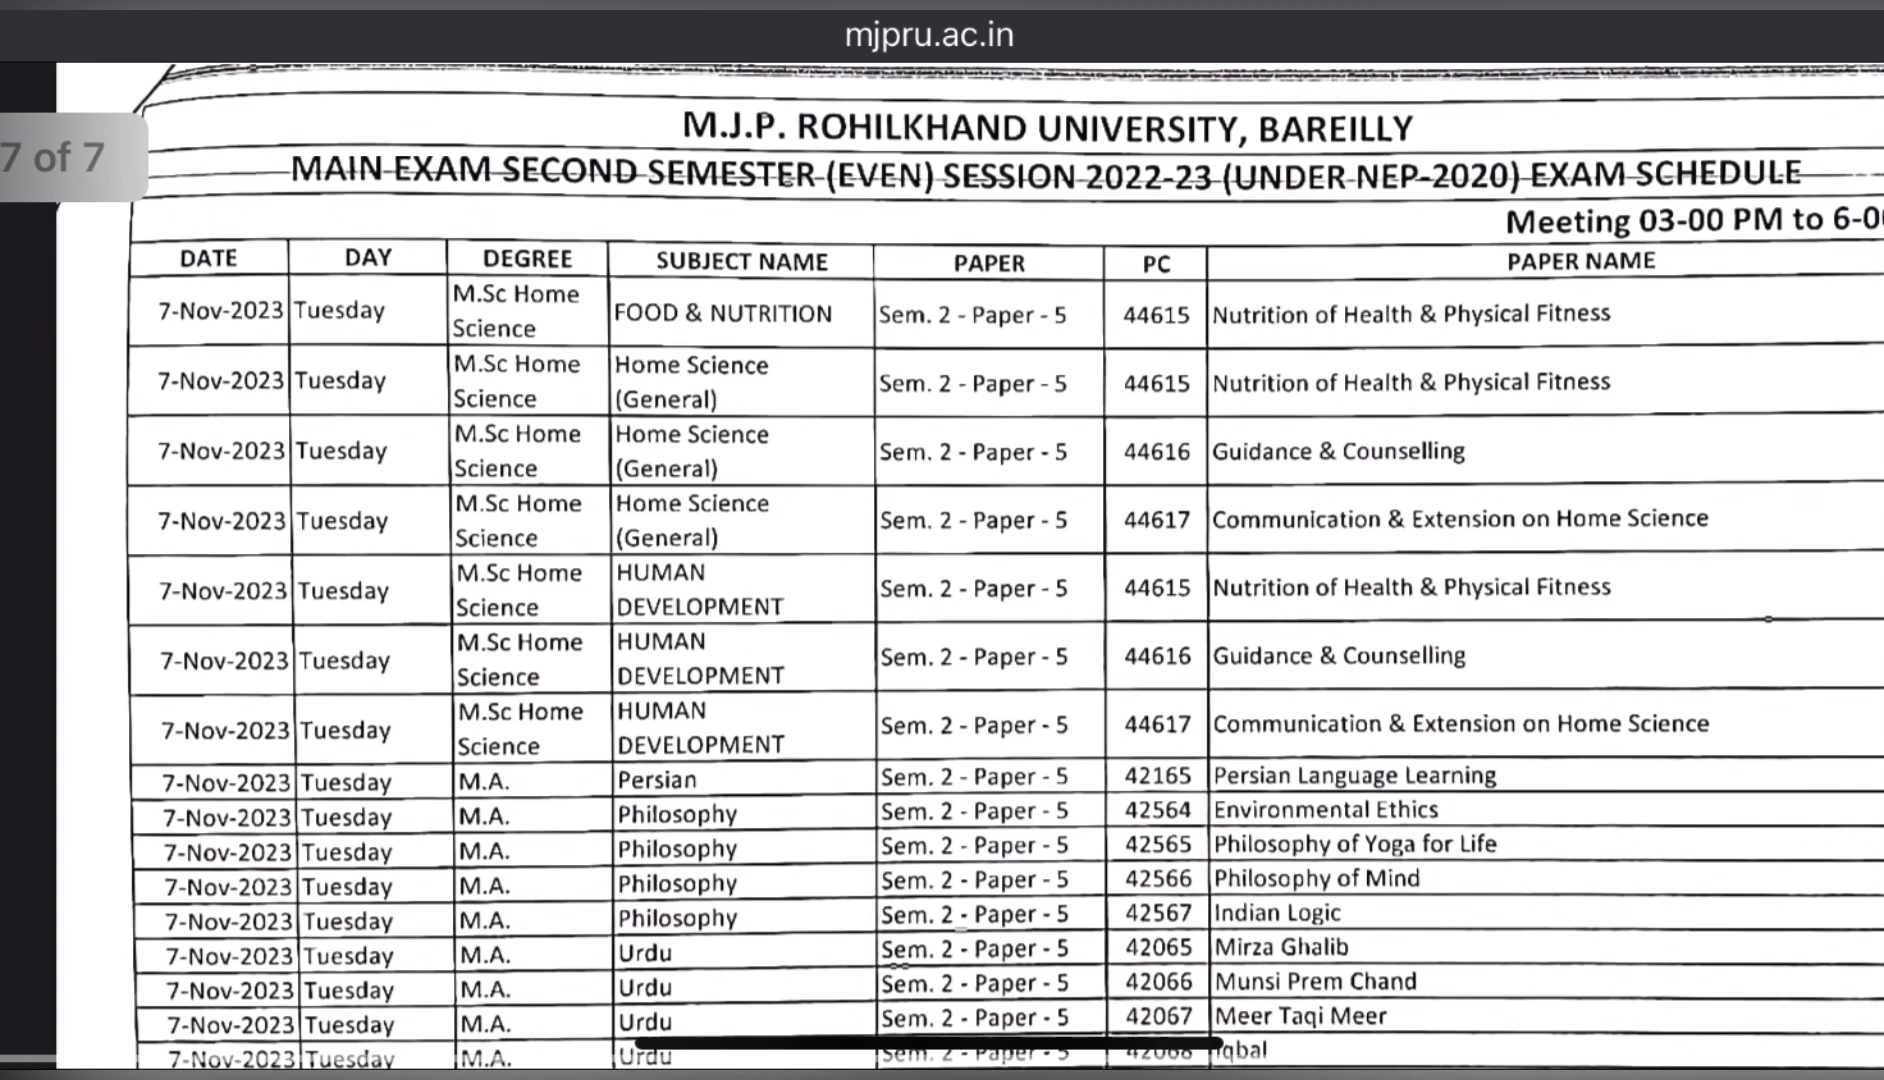 mjpru.ac.in
7 of 7
M.J.P. ROHILKHAND UNIVERSITY, BAREILLY
MAIN EXAM SECOND SEMESTER (EVEN) SESSION 2022-23 (UNDER NEP-2020) EXAM SCHEDULE
Meeting 03-00 PM to 6-0
DATE DAY DEGREE SUBJECT NAME PAPER PC PAPER NAME
7-Nov-2023 Tuesday M.Sc Home Science FOOD & NUTRITION Sem. 2 - Paper - 5 44615 Nutrition of Health & Physical Fitness
7-Nov-2023 Tuesday M.Sc Home Science Home Science (General) Sem. 2 - Paper - 5 44615 Nutrition of Health & Physical Fitness
7-Nov-2023 Tuesday M.Sc Home Science Home Science (General) Sem. 2 - Paper - 5 44616 Guidance & Counselling
7-Nov-2023 Tuesday M.Sc Home Science Home Science (General) Sem. 2 - Paper - 5 44617 Communication & Extension on Home Science
7-Nov-2023 Tuesday M.Sc Home Science HUMAN DEVELOPMENT Sem. 2 - Paper - 5 44615 Nutrition of Health & Physical Fitness
7-Nov-2023 Tuesday M.Sc Home Science HUMAN DEVELOPMENT Sem. 2 - Paper - 5 44616 Guidance & Counselling
7-Nov-2023 Tuesday M.Sc Home Science HUMAN DEVELOPMENT Sem. 2 - Paper - 5 44617 Communication & Extension on Home Science
7-Nov-2023 Tuesday M.A. Persian Sem. 2 - Paper - 5 42165 Persian Language Learning
7-Nov-2023 Tuesday M.A. Philosophy Sem. 2 - Paper - 5 42564 Environmental Ethics
7-Nov-2023 Tuesday M.A. Philosophy Sem. 2 - Paper - 5 42565 Philosophy of Yoga for Life
7-Nov-2023 Tuesday M.A. Philosophy Sem. 2 - Paper - 5 42566 Philosophy of Mind
7-Nov-2023 Tuesday M.A. Philosophy Sem. 2 - Paper - 5 42567 Indian Logic
7-Nov-2023 Tuesday M.A. Urdu Sem. 2 - Paper - 5 42065 Mirza Ghalib
7-Nov-2023 Tuesday M.A. Urdu Sem. 2 - Paper - 5 42066 Munsi Prem Chand
7-Nov-2023 Tuesday M.A. Urdu Sem. 2 - Paper - 5 42067 Meer Taqi Meer
7-Nov-2023 Tuesday M.A. Urdu Sem. 2 - Paper - 5 42068 Iqbal